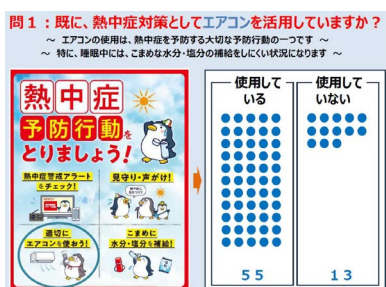 問１：既に、熱中症対策としてエアコンを活用していますか？
～ エアコンの使用は、熱中症を予防する大切な予防行動の一つです ～
～ 特に、睡眠中には、こまめな水分・塩分の補給をしにくい状況になります ～
熱中症
予防行動を
とりましょう！
熱中症警戒アラート
をチェック！
見守り・声がけ！
適切に
エアコンを使おう！
こまめに
水分・塩分を補給！
使用して
いる
５５
使用して
いない
１３